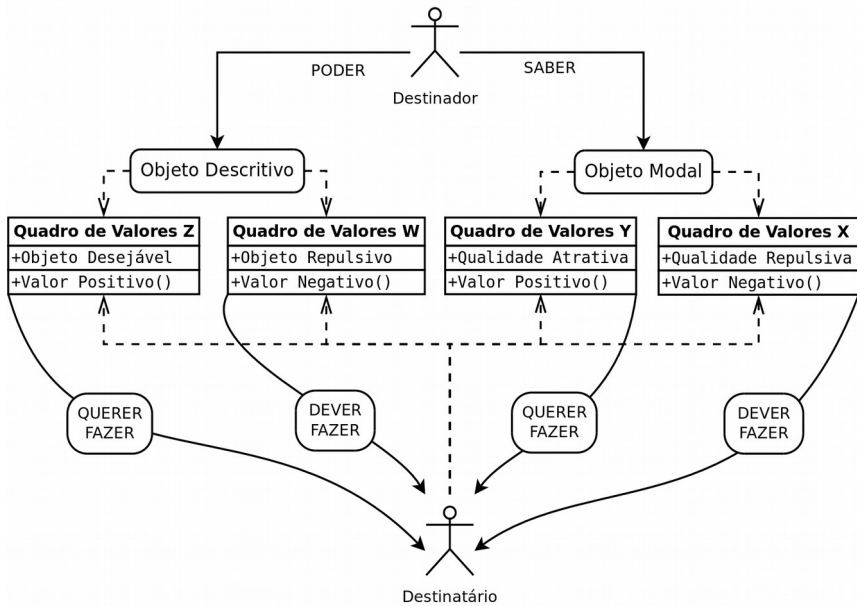 PODER
SABER
Destinador
Objeto Descritivo
Objeto Modal
Quadro de Valores Z
+Objeto Desejável
+Valor Positivo()
Quadro de Valores W
+Objeto Repulsivo
+Valor Negativo()
Quadro de Valores Y
+Qualidade Atrativa
+Valor Positivo()
Quadro de Valores X
+Qualidade Repulsiva
+Valor Negativo()
QUERER
FAZER
DEVER
FAZER
QUERER
FAZER
DEVER
FAZER
Destinatário